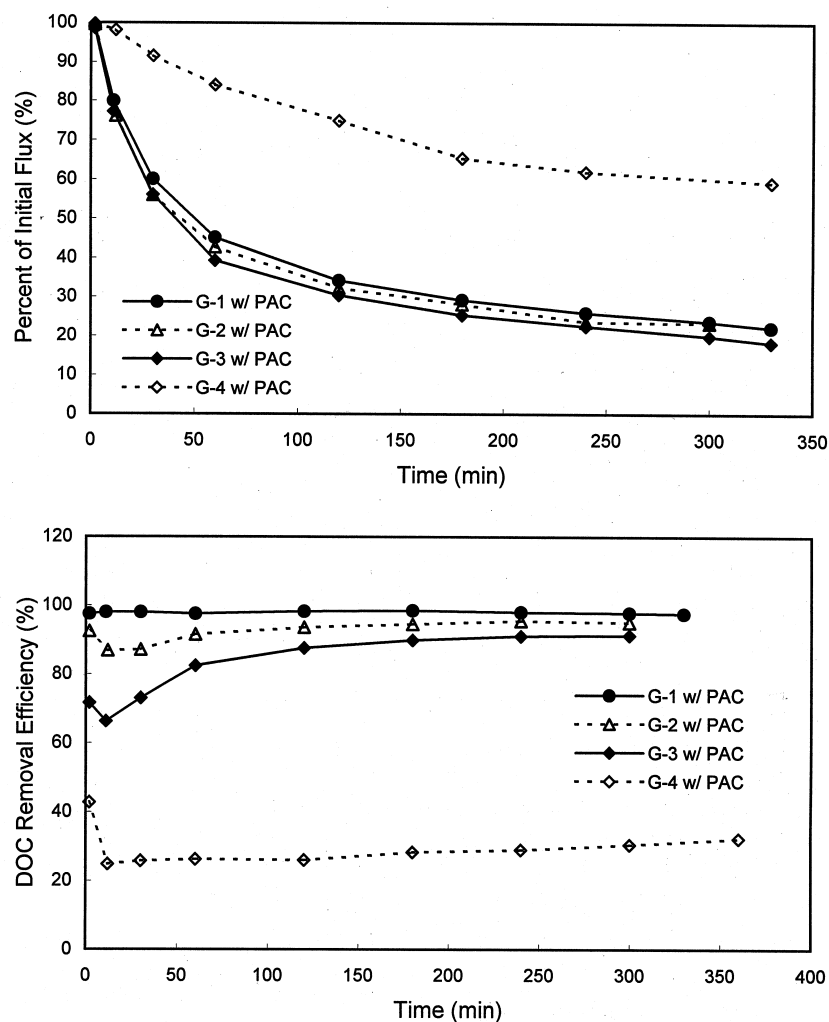 100
90
80
70
60
50
40
30
20
10
0
Percent of Initial Flux (%)
G-1 w/ PAC
G-2 w/ PAC
G-3 w/ PAC
G-4 w/ PAC
0 50 100 150 200 250 300 350
Time (min)
120
100
80
60
40
20
0
DOC Removal Efficiency (%)
G-1 w/ PAC
G-2 w/ PAC
G-3 w/ PAC
G-4 w/ PAC
0 50 100 150 200 250 300 350 400
Time (min)